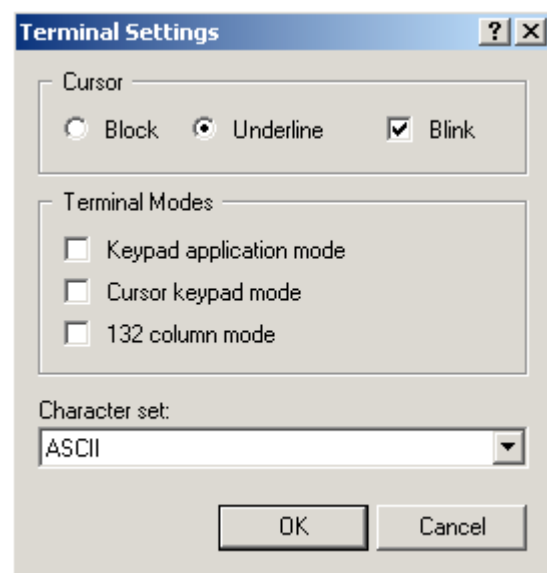 Terminal Settings
Cursor
Block Underline Blink
Terminal Modes
Keypad application mode
Cursor keypad mode
132 column mode
Character set:
ASCII
OK Cancel